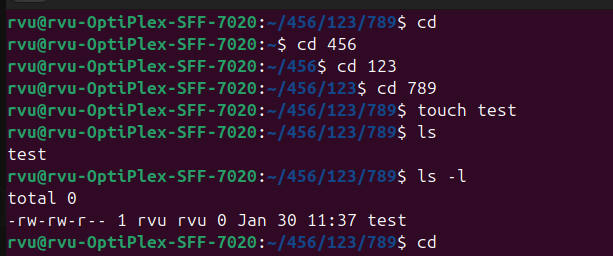 rvu@rvu-OptiPlex-SFF-7020:~/456/123/789$ cd
rvu@rvu-OptiPlex-SFF-7020:~$ cd 456
rvu@rvu-OptiPlex-SFF-7020:~/456$ cd 123
rvu@rvu-OptiPlex-SFF-7020:~/456/123$ cd 789
rvu@rvu-OptiPlex-SFF-7020:~/456/123/789$ touch test
rvu@rvu-OptiPlex-SFF-7020:~/456/123/789$ ls
test
rvu@rvu-OptiPlex-SFF-7020:~/456/123/789$ ls -l
total 0
-rw-rw-r-- 1 rvu rvu 0 Jan 30 11:37 test
rvu@rvu-OptiPlex-SFF-7020:~/456/123/789$ cd